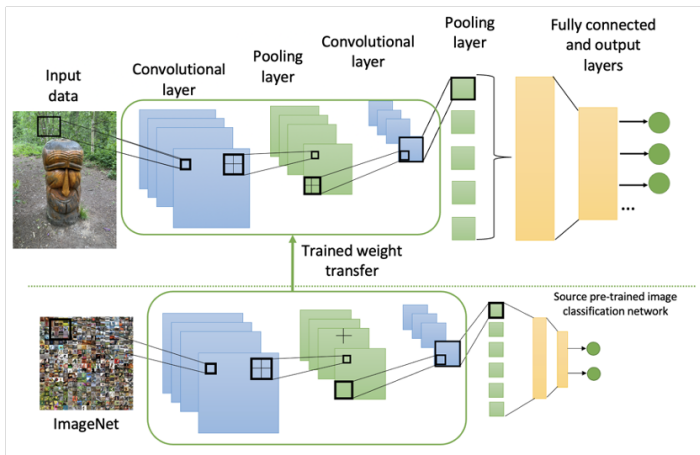 Input
data
Convolutional
layer
Pooling
layer
Convolutional
layer
Pooling
layer
Fully connected
and output
layers
...
Trained weight
transfer
Source pre-trained image
classification network
ImageNet